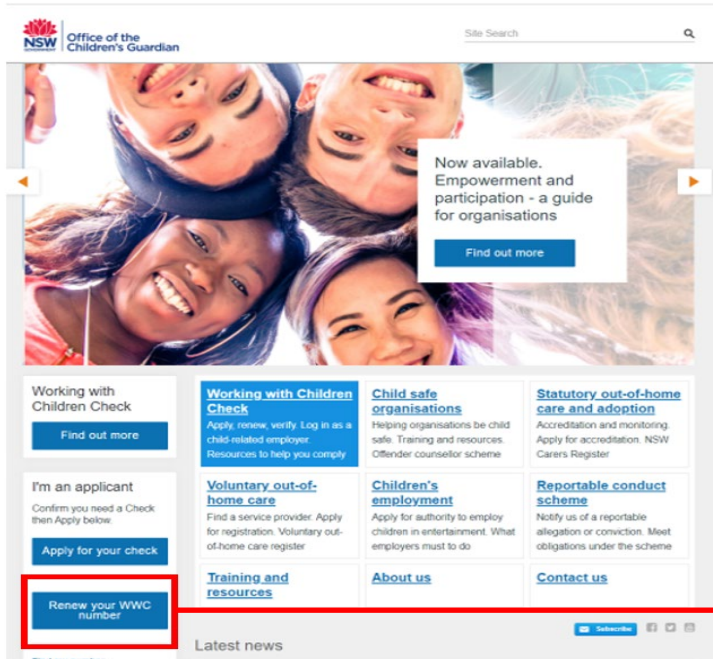 NSW
GOVERNMENT
Office of the
Children's Guardian
Site Search
Now available.
Empowerment and
participation - a guide
for organisations
Find out more
Working with
Children Check
Find out more
I'm an applicant
Confirm you need a Check
then Apply below.
Apply for your check
Renew your WWC
number
Working with Children
Check
Apply, renew, verify. Log in as a
child-related employer.
Resources to help you comply
Child safe
organisations
Helping organisations be child
safe. Training and resources.
Offender counsellor scheme
Statutory out-of-home
care and adoption
Accreditation and monitoring.
Apply for accreditation. NSW
Carers Register
Voluntary out-of-
home care
Find a service provider. Apply
for registration. Voluntary out-
of-home care register
Children's
employment
Apply for authority to employ
children in entertainment. What
employers must to do
Reportable conduct
scheme
Notify us of a reportable
allegation or conviction. Meet
obligations under the scheme
Training and
resources
About us
Contact us
Subscribe
Latest news